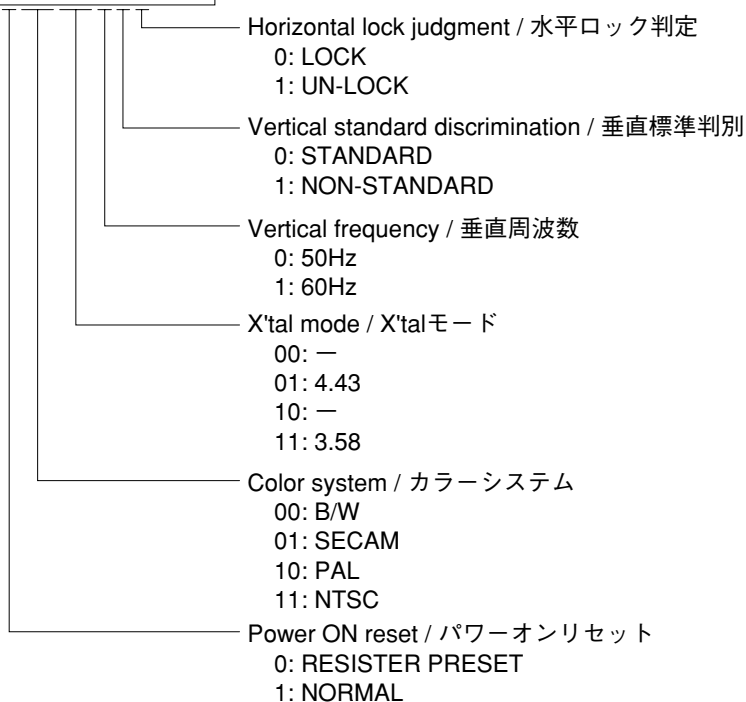 Horizontal lock judgment / 水平ロック判定
0: LOCK
1: UN-LOCK
Vertical standard discrimination / 垂直標準判別
0: STANDARD
1: NON-STANDARD
Vertical frequency / 垂直周波数
0: 50Hz
1: 60Hz
X'tal mode / X'talモード
00: ー
01: 4.43
10: ー
11: 3.58
Color system / カラーシステム
00: B/W
01: SECAM
10: PAL
11: NTSC
Power ON reset / パワーオンリセット
0: RESISTER PRESET
1: NORMAL